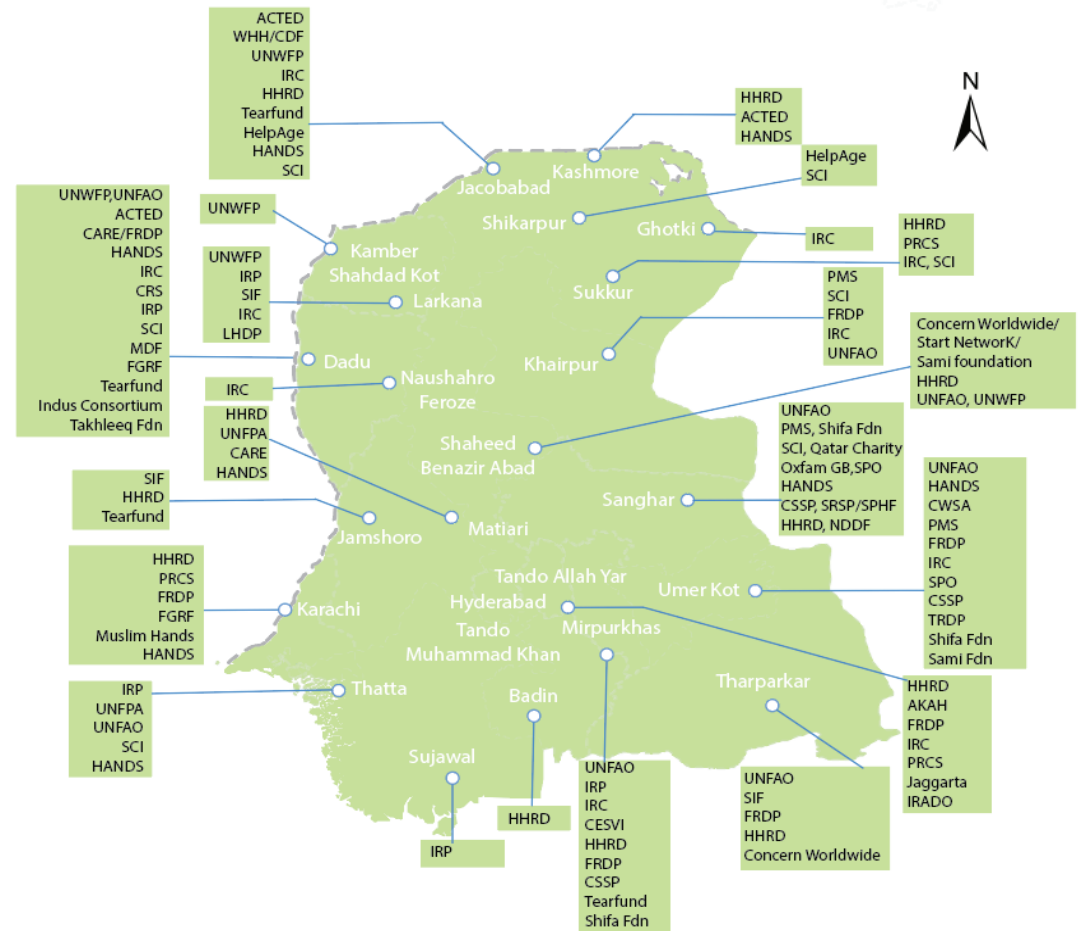 ACTED
WHH/CDF
UNWFP
IRC
HHRD
Tearfund
HelpAge
HANDS
SCI
N
HHRD
ACTED
HANDS
HelpAge
SCI
Jacobabad
Kashmore
Shikarpur
Ghotki
UNWFP,UNFAO
ACTED
CARE/FRDP
HANDS
IRC
CRS
IRP
SCI
MDF
FGRF
Tearfund
Indus Consortium
Takhleeq Fdn
UNWFP
Kamber
Shahdad Kot
IRC
HHRD
PRCS
IRC, SCI
UNWFP
IRP
SIF
IRC
LHDP
Larkana
Sukkur
PMS
SCI
FRDP
IRC
UNFAO
Concern Worldwide/
Start NetworK/
Sami foundation
HHRD
UNFAO, UNWFP
Dadu
Khairpur
IRC
Naushahro
Feroze
HHRD
UNFPA
CARE
HANDS
Shaheed
Benazir Abad
UNFAO
PMS, Shifa Fdn
SCI, Qatar Charity
Oxfam GB,SPO
HANDS
CSSP, SRSP/SPHF
HHRD, NDDF
UNFAO
HANDS
CWSA
PMS
FRDP
IRC
SPO
CSSP
TRDP
Shifa Fdn
Sami Fdn
SIF
HHRD
Tearfund
Jamshoro
Matiari
Sanghar
HHRD
PRCS
FRDP
FGRF
Muslim Hands
HANDS
Karachi
Tando Allah Yar
Hyderabad
Mirpurkhas
Tando
Muhammad Khan
Umer Kot
IRP
UNFPA
UNFAO
SCI
HANDS
Thatta
Badin
Tharparkar
HHRD
AKAH
FRDP
IRC
PRCS
Jaggarta
IRADO
Sujawal
IRP
HHRD
UNFAO
IRP
IRC
CESVI
HHRD
FRDP
CSSP
Tearfund
Shifa Fdn
UNFAO
SIF
FRDP
HHRD
Concern Worldwide